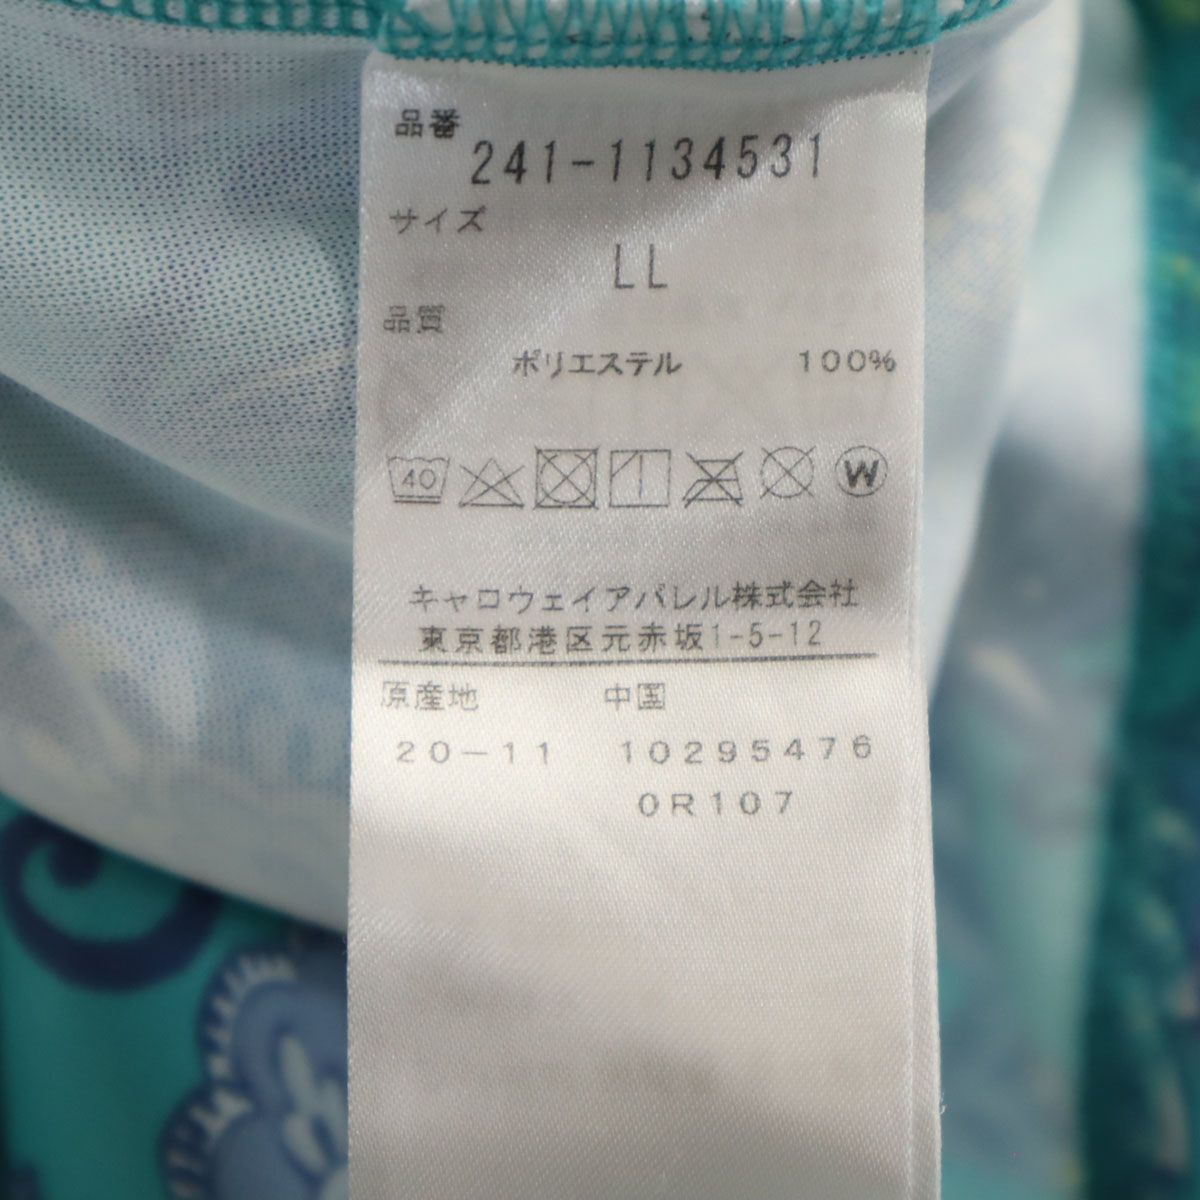 品番
241-1134531
サイズ
LL
品質
ポリエステル 100%
40 W
キャロウェイアパレル株式会社
東京都港区元赤坂1-5-12
原産地 中国
20-11 10295476
0R107